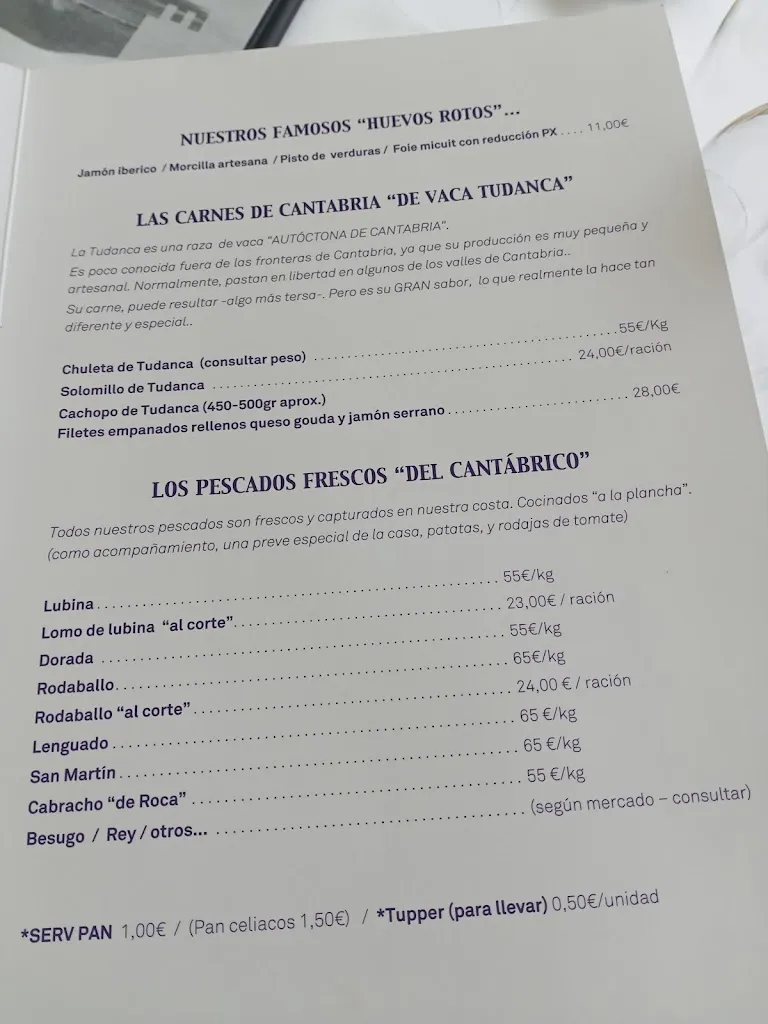 NUESTROS FAMOSOS “HUEVOS ROTOS”...
Jamón iberico / Morcilla artesana / Pisto de verduras / Foie micuit con reducción PX .... 11,00€
LAS CARNES DE CANTABRIA “DE VACA TUDANCA”
La Tudanca es una raza de vaca “AUTÓCTONA DE CANTABRIA”.
Es poco conocida fuera de las fronteras de Cantabria, ya que su producción es muy pequeña y
artesanal. Normalmente, pastan en libertad en algunos de los valles de Cantabria..
Su carne, puede resultar -algo más tersa-. Pero es su GRAN sabor, lo que realmente la hace tan
diferente y especial..
Chuleta de Tudanca (consultar peso) ........................................ 55€/Kg
Solomillo de Tudanca ................................................ 24,00€/ración
Cachopo de Tudanca (450-500gr aprox.)
Filetes empanados rellenos queso gouda y jamón serrano ........................ 28,00€
LOS PESCADOS FRESCOS “DEL CANTÁBRICO”
Todos nuestros pescados son frescos y capturados en nuestra costa. Cocinados “a la plancha”.
(como acompañamiento, una preve especial de la casa, patatas, y rodajas de tomate)
Lubina ..................................................... 55€/kg
Lomo de lubina “al corte” ................................... 23,00€ / ración
Dorada ..................................................... 55€/kg
Rodaballo .................................................. 65€/kg
Rodaballo “al corte” ........................................ 24,00 € / ración
Lenguado ................................................... 65 €/kg
San Martín ................................................. 65 €/kg
Cabracho “de Roca” .......................................... 55 €/kg
Besugo / Rey / otros... ..................................... (según mercado – consultar)
*SERV PAN 1,00€ / (Pan celiacos 1,50€) / *Tupper (para llevar) 0,50€/unidad